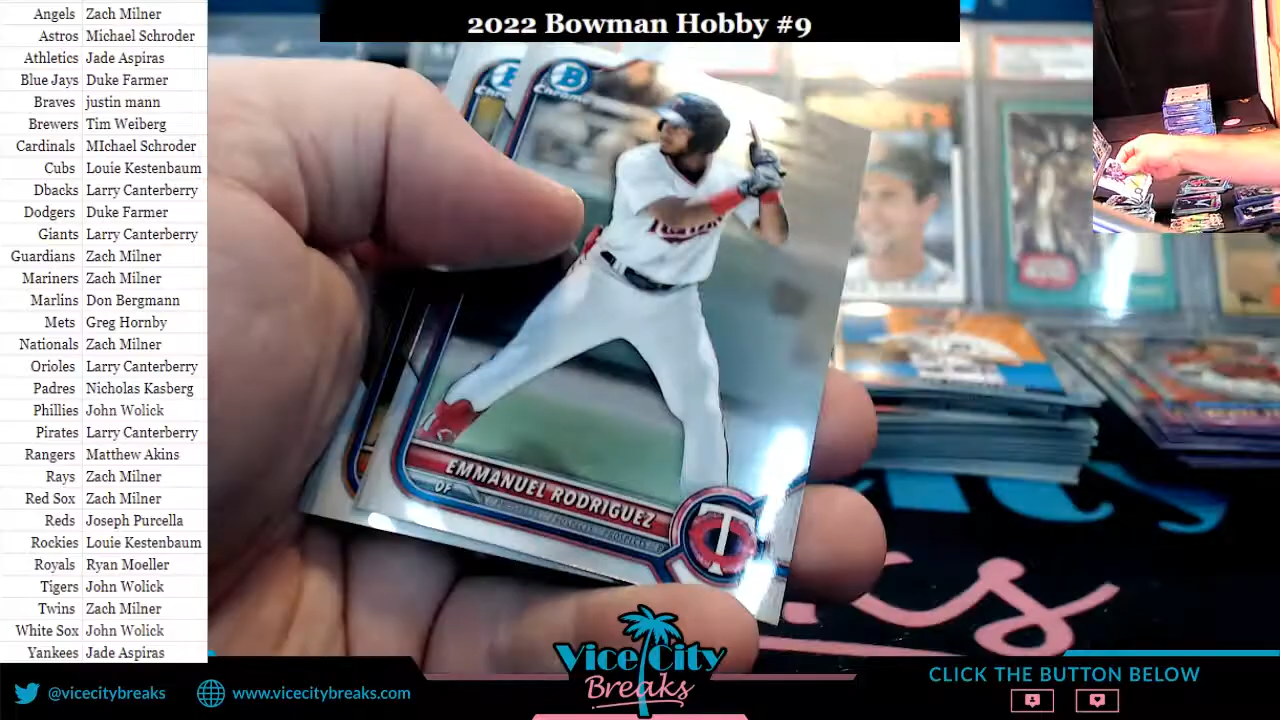 2022 Bowman Hobby #9
Angels Zach Milner
Astros Michael Schroder
Athletics Jade Aspiras
Blue Jays Duke Farmer
Braves justin mann
Brewers Tim Weiberg
Cardinals MIchael Schroder
Cubs Louie Kestenbaum
Dbacks Larry Canterberry
Dodgers Duke Farmer
Giants Larry Canterberry
Guardians Zach Milner
Mariners Zach Milner
Marlins Don Bergmann
Mets Greg Hornby
Nationals Zach Milner
Orioles Larry Canterberry
Padres Nicholas Kasberg
Phillies John Wolick
Pirates Larry Canterberry
Rangers Matthew Akins
Rays Zach Milner
Red Sox Zach Milner
Reds Joseph Purcella
Rockies Louie Kestenbaum
Royals Ryan Moeller
Tigers John Wolick
Twins Zach Milner
White Sox John Wolick
Yankees Jade Aspiras
B
Chrome
EMMANUEL RODRIGUEZ
OF
@vicecitybreaks
www.vicecitybreaks.com
Vice City
Breaks
CLICK THE BUTTON BELOW